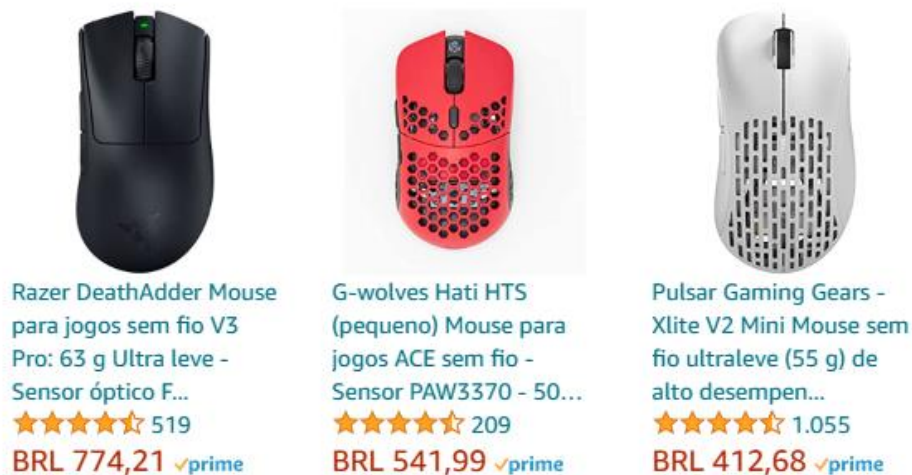 Razer DeathAdder Mouse
para jogos sem fio V3
Pro: 63 g Ultra leve -
Sensor óptico F...
519
BRL 774,21 prime
G-wolves Hati HTS
(pequeno) Mouse para
jogos ACE sem fio -
Sensor PAW3370 - 50...
209
BRL 541,99 prime
Pulsar Gaming Gears -
Xlite V2 Mini Mouse sem
fio ultraleve (55 g) de
alto desempen...
1.055
BRL 412,68 prime